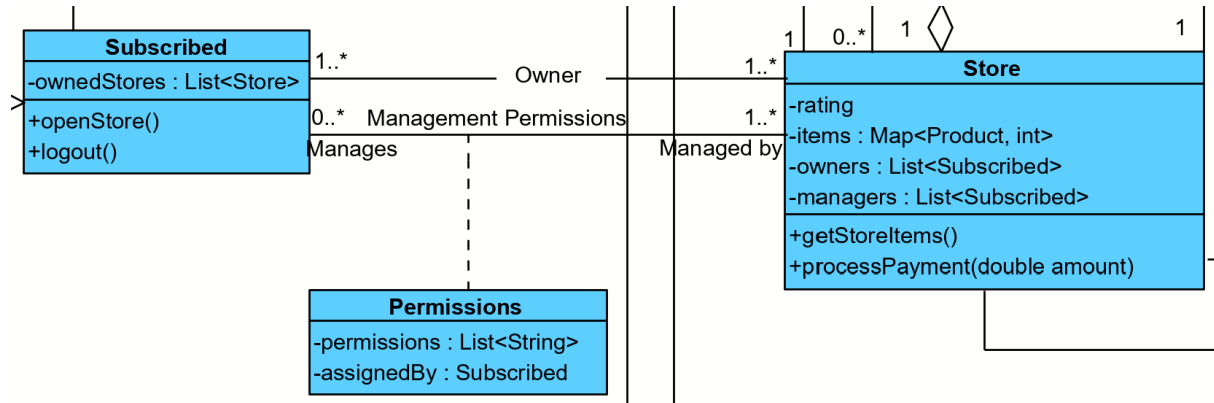 Subscribed
-ownedStores : List<Store>
+openStore()
+logout()
1..*
Owner
1..*
0..*
Management Permissions
1..*
Manages
Managed by
1
0..*
1
1
Store
-rating
-items : Map<Product, int>
-owners : List<Subscribed>
-managers : List<Subscribed>
+getStoreItems()
+processPayment(double amount)
Permissions
-permissions : List<String>
-assignedBy : Subscribed